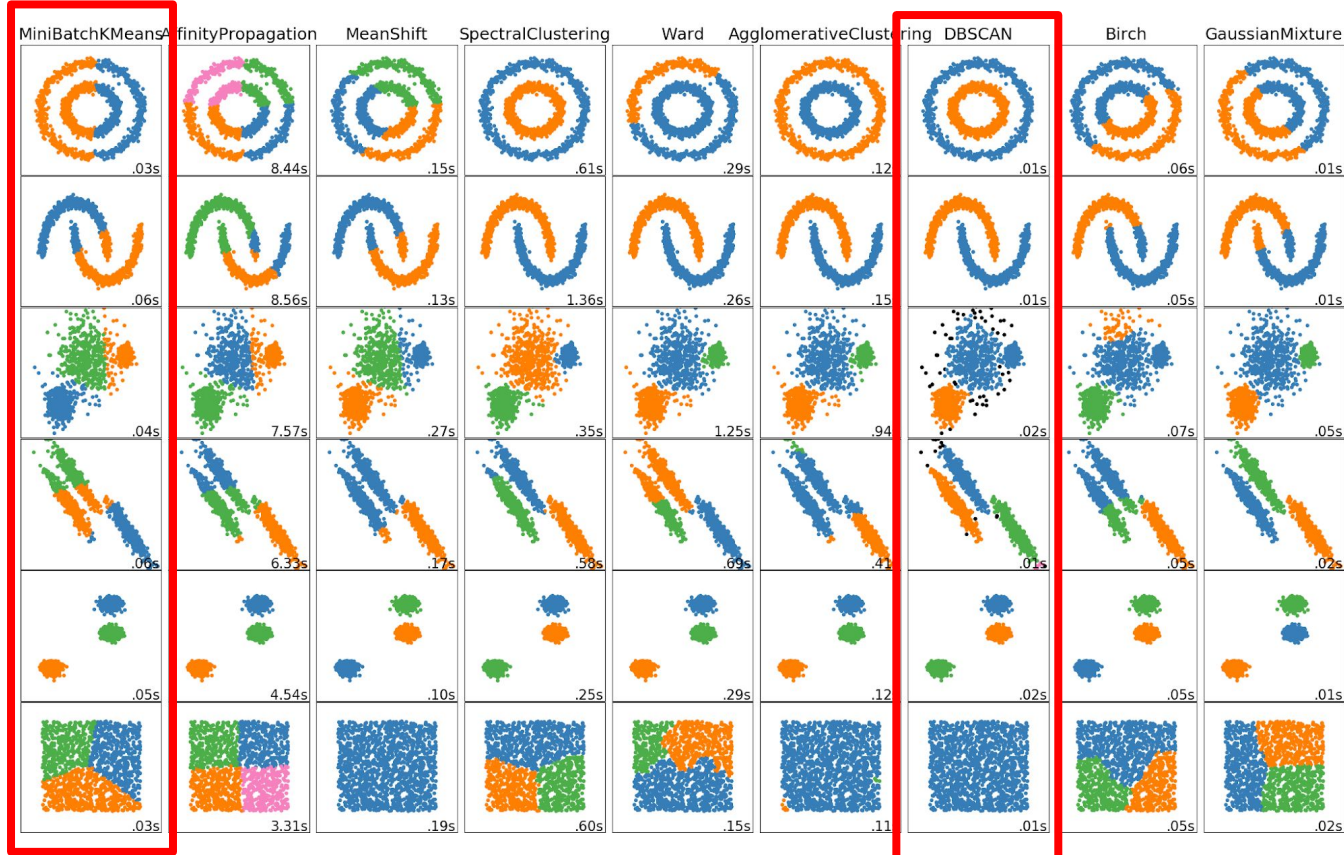 MiniBatchKMeans AffinityPropagation MeanShift SpectralClustering Ward AgglomerativeClustering DBSCAN Birch GaussianMixture
.03s 8.44s .15s .61s .29s .12 .01s .06s .01s
.06s 8.56s .13s 1.36s .26s .15 .01s .05s .01s
.04s 7.57s .27s .35s 1.25s .94 .02s .07s .05s
.06s 6.33s .17s .58s .69s .41 .01s .05s .02s
.05s 4.54s .10s .25s .29s .12 .02s .05s .01s
.03s 3.31s .19s .60s .15s .11 .01s .05s .02s